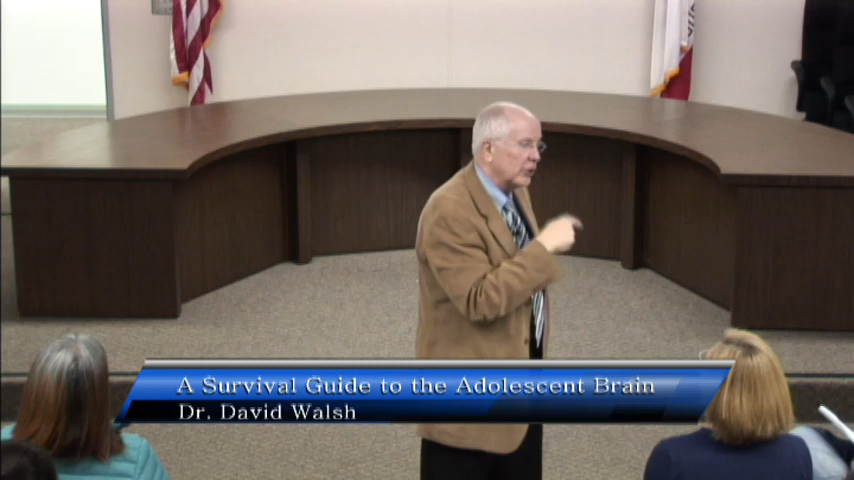 A Survival Guide to the Adolescent Brain
Dr. David Walsh